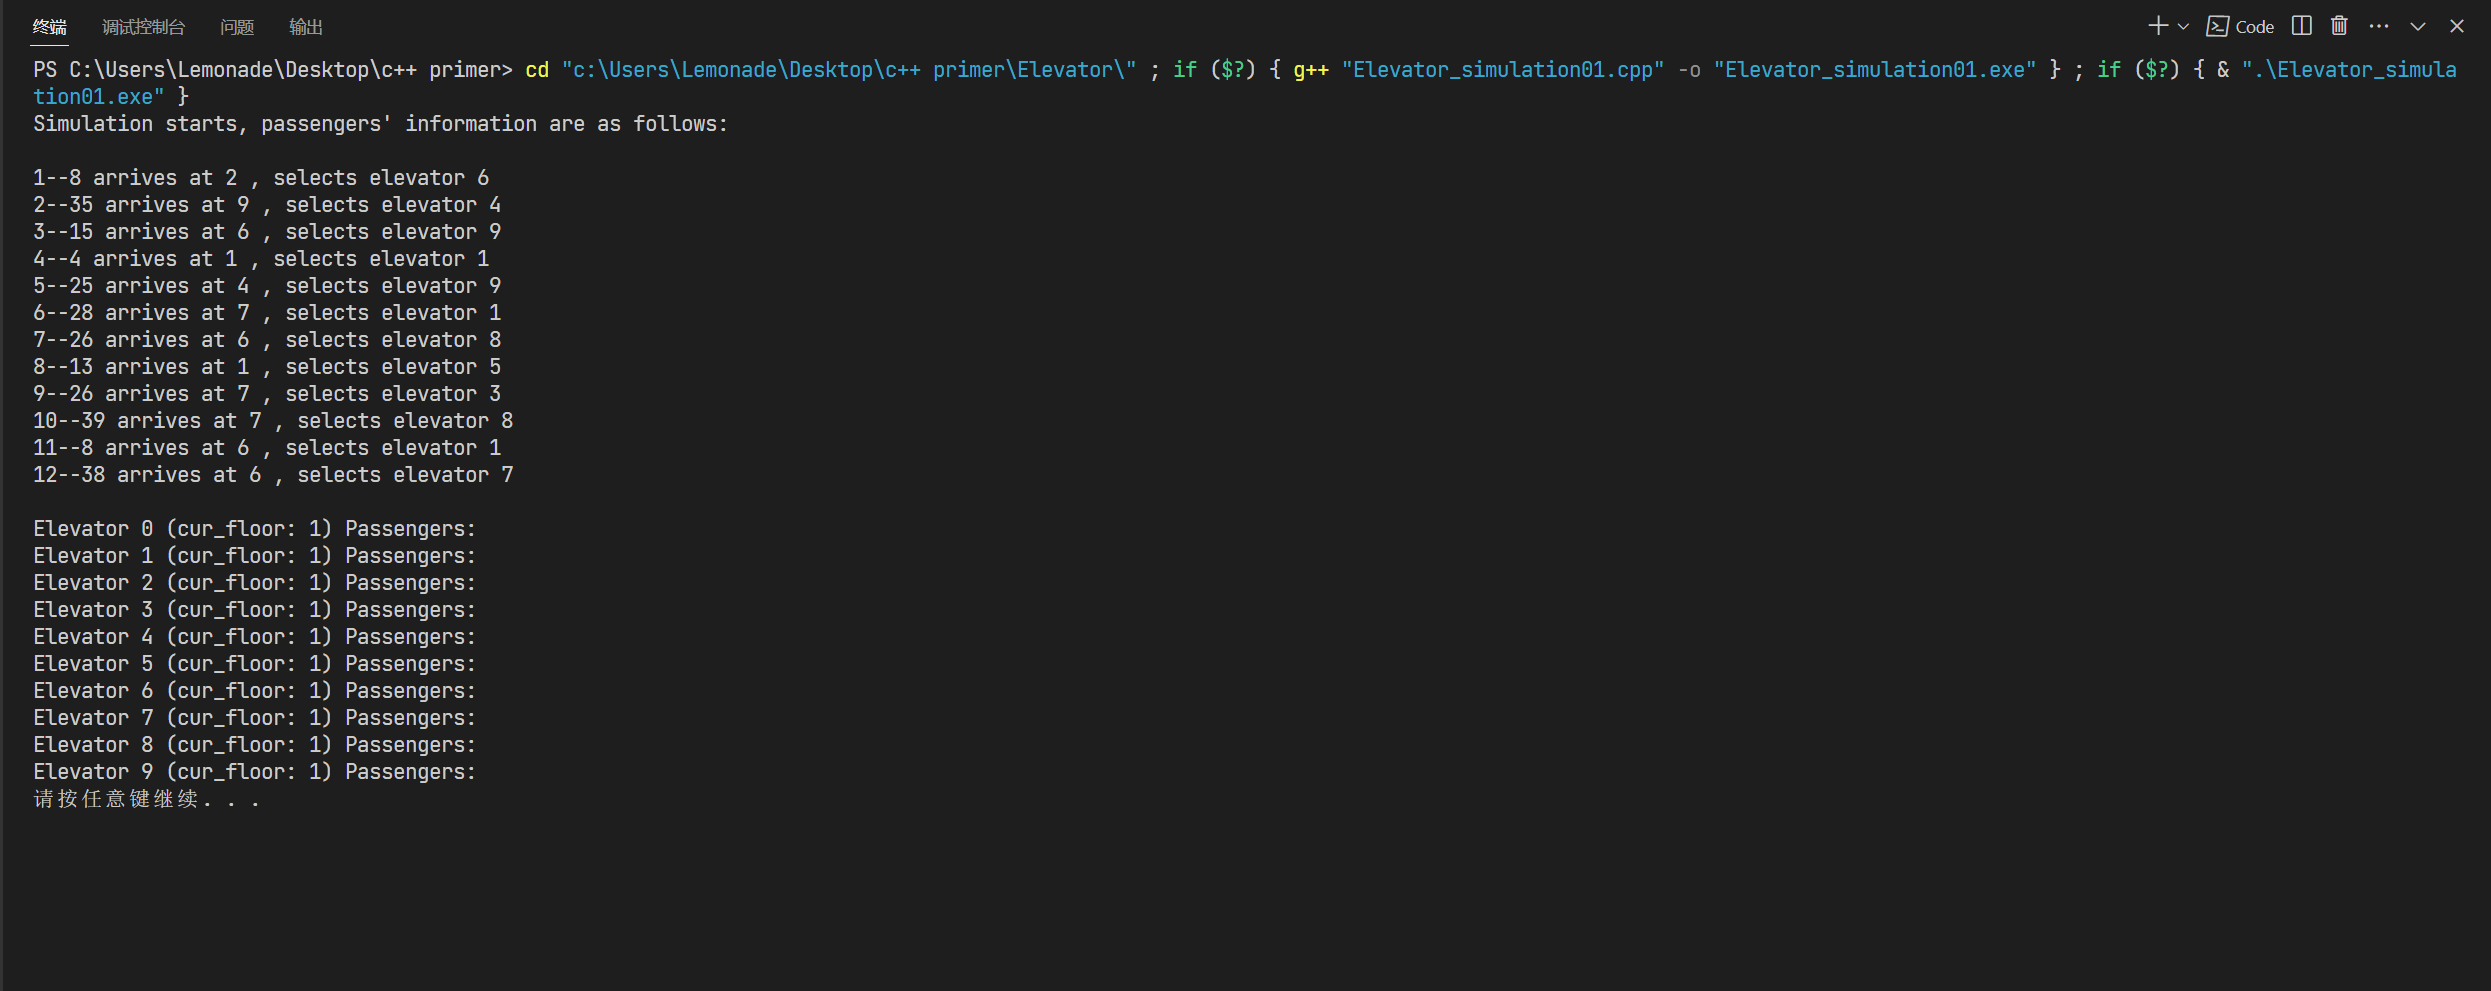 终端 调试控制台 问题 输出 Code
PS C:\Users\Lemonade\Desktop\c++ primer> cd "c:\Users\Lemonade\Desktop\c++ primer\Elevator\" ; if ($?) { g++ "Elevator_simulation01.cpp" -o "Elevator_simulation01.exe" } ; if ($?) { & ".\Elevator_simula
tion01.exe" }
Simulation starts, passengers' information are as follows:
1--8 arrives at 2 , selects elevator 6
2--35 arrives at 9 , selects elevator 4
3--15 arrives at 6 , selects elevator 9
4--4 arrives at 1 , selects elevator 1
5--25 arrives at 4 , selects elevator 9
6--28 arrives at 7 , selects elevator 1
7--26 arrives at 6 , selects elevator 8
8--13 arrives at 1 , selects elevator 5
9--26 arrives at 7 , selects elevator 3
10--39 arrives at 7 , selects elevator 8
11--8 arrives at 6 , selects elevator 1
12--38 arrives at 6 , selects elevator 7
Elevator 0 (cur_floor: 1) Passengers:
Elevator 1 (cur_floor: 1) Passengers:
Elevator 2 (cur_floor: 1) Passengers:
Elevator 3 (cur_floor: 1) Passengers:
Elevator 4 (cur_floor: 1) Passengers:
Elevator 5 (cur_floor: 1) Passengers:
Elevator 6 (cur_floor: 1) Passengers:
Elevator 7 (cur_floor: 1) Passengers:
Elevator 8 (cur_floor: 1) Passengers:
Elevator 9 (cur_floor: 1) Passengers:
请按任意键继续. . .